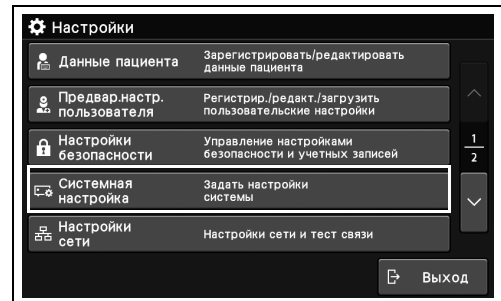 Настройки
Данные пациента
Зарегистрировать/редактировать
данные пациента
Предвар.настр.
пользователя
Регистрир./редакт./загрузить
пользовательские настройки
Настройки
безопасности
Управление настройками
безопасности и учетных записей
1
2
Системная
настройка
Задать настройки
системы
Настройки
сети
Настройки сети и тест связи
Выход